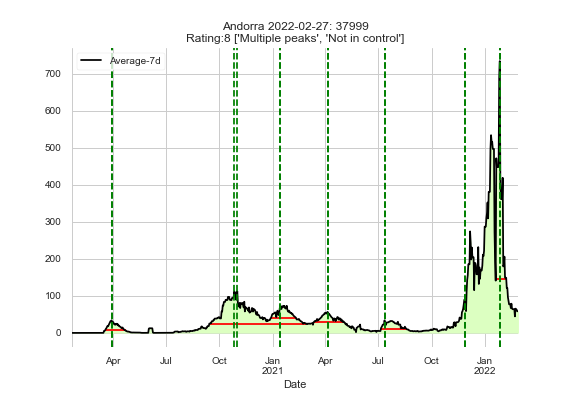 Andorra 2022-02-27: 37999
Rating:8 ['Multiple peaks', 'Not in control']
Average-7d
700
600
500
400
300
200
100
0
Apr
Jul
Oct
Jan
2021
Apr
Jul
Oct
Jan
2022
Date